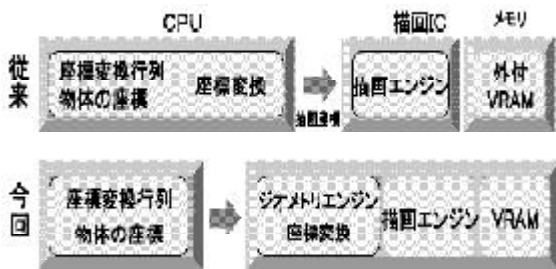 CPU
描画IC
メモリ
従来
座標変換行列
物体の座標
座標変換
描画座標
描画エンジン
外付
VRAM
今回
座標変換行列
物体の座標
ジオメトリエンジン
座標変換
描画エンジン
VRAM